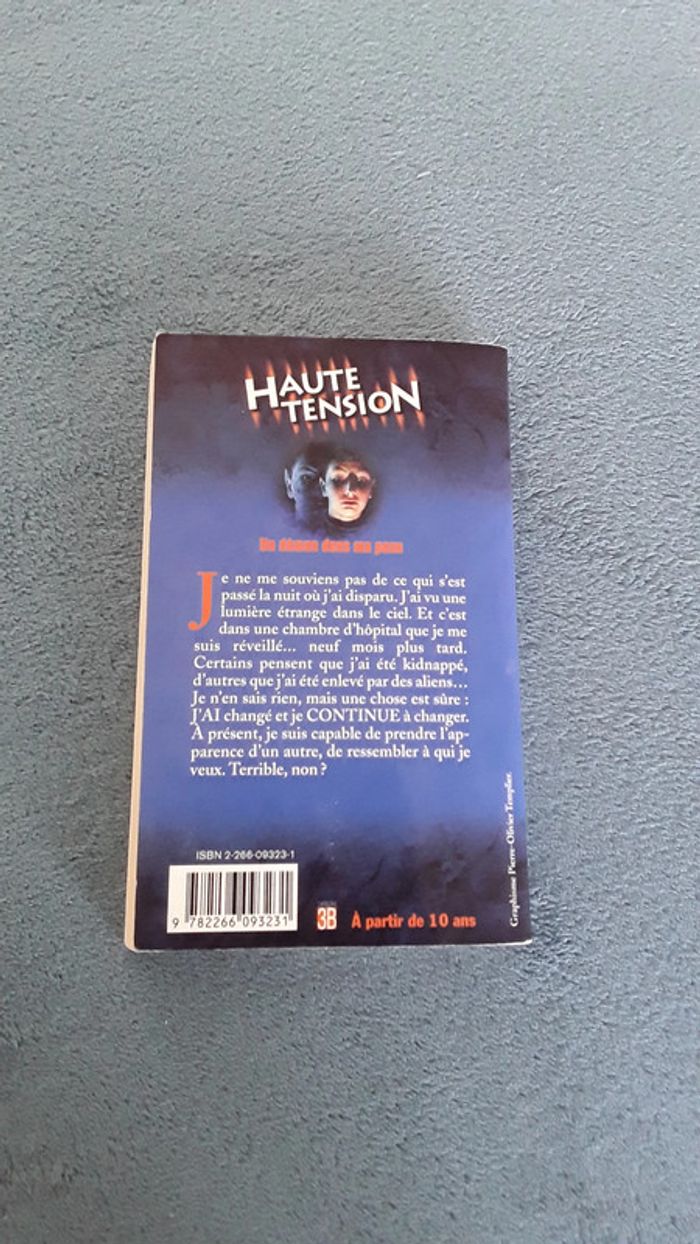 HAUTE
TENSION
Un démon dans ma peau
Je ne me souviens pas de ce qui s'est
passé la nuit où j'ai disparu. J'ai vu une
lumière étrange dans le ciel. Et c'est
dans une chambre d'hôpital que je me
suis réveillé... neuf mois plus tard.
Certains pensent que j'ai été kidnappé,
d'autres que j'ai été enlevé par des aliens...
Je n'en sais rien, mais une chose est sûre :
J'AI changé et je CONTINUE à changer.
À présent, je suis capable de prendre l'ap-
parence d'un autre, de ressembler à qui je
veux. Terrible, non ?
Graphisme Pierre-Olivier Templier.
ISBN 2-266-09323-1
9 782266 093231
3B
À partir de 10 ans